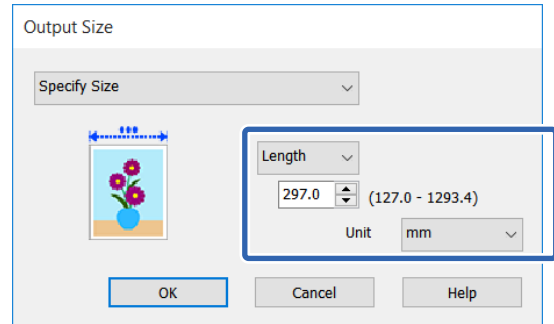 Output Size
Specify Size
Length
297.0 (127.0 - 1293.4)
Unit mm
OK Cancel Help